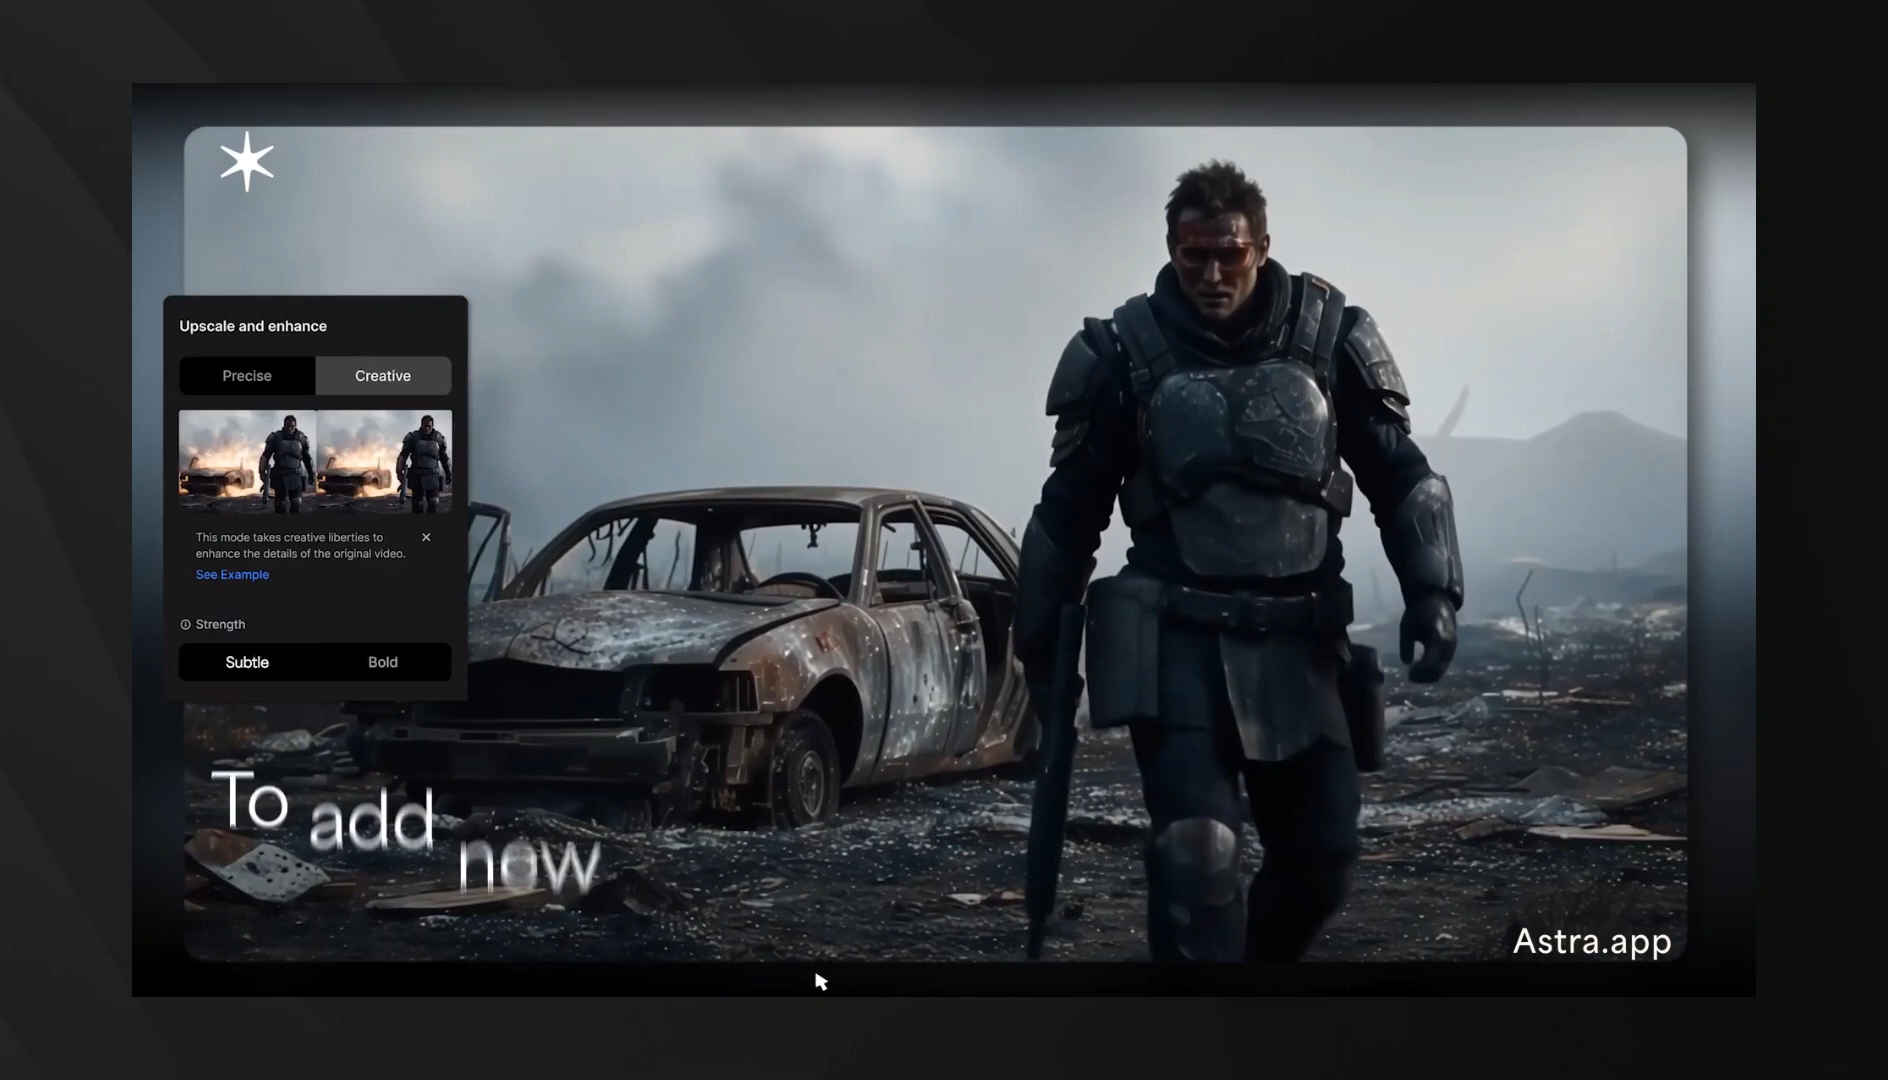 Upscale and enhance
Precise Creative
This mode takes creative liberties to
enhance the details of the original video.
See Example
Strength
Subtle Bold
To add new
Astra.app